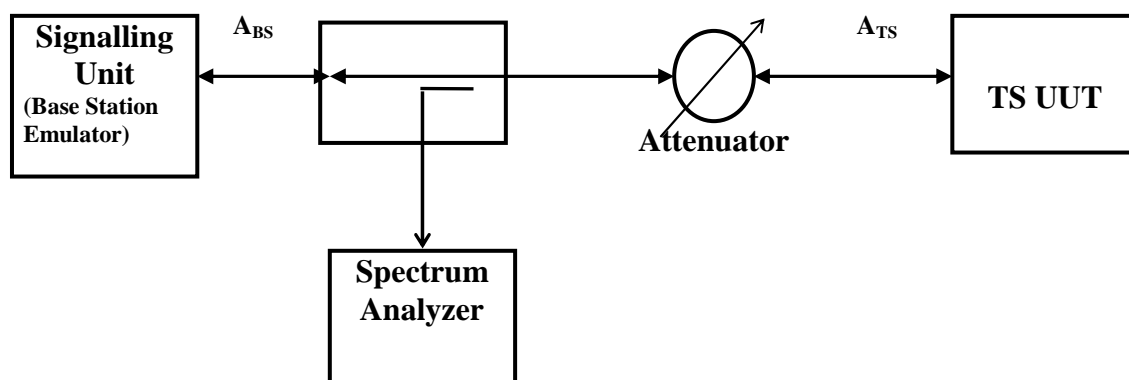 Signalling
Unit
(Base Station
Emulator)
ABS
ATS
Attenuator
TS UUT
Spectrum
Analyzer